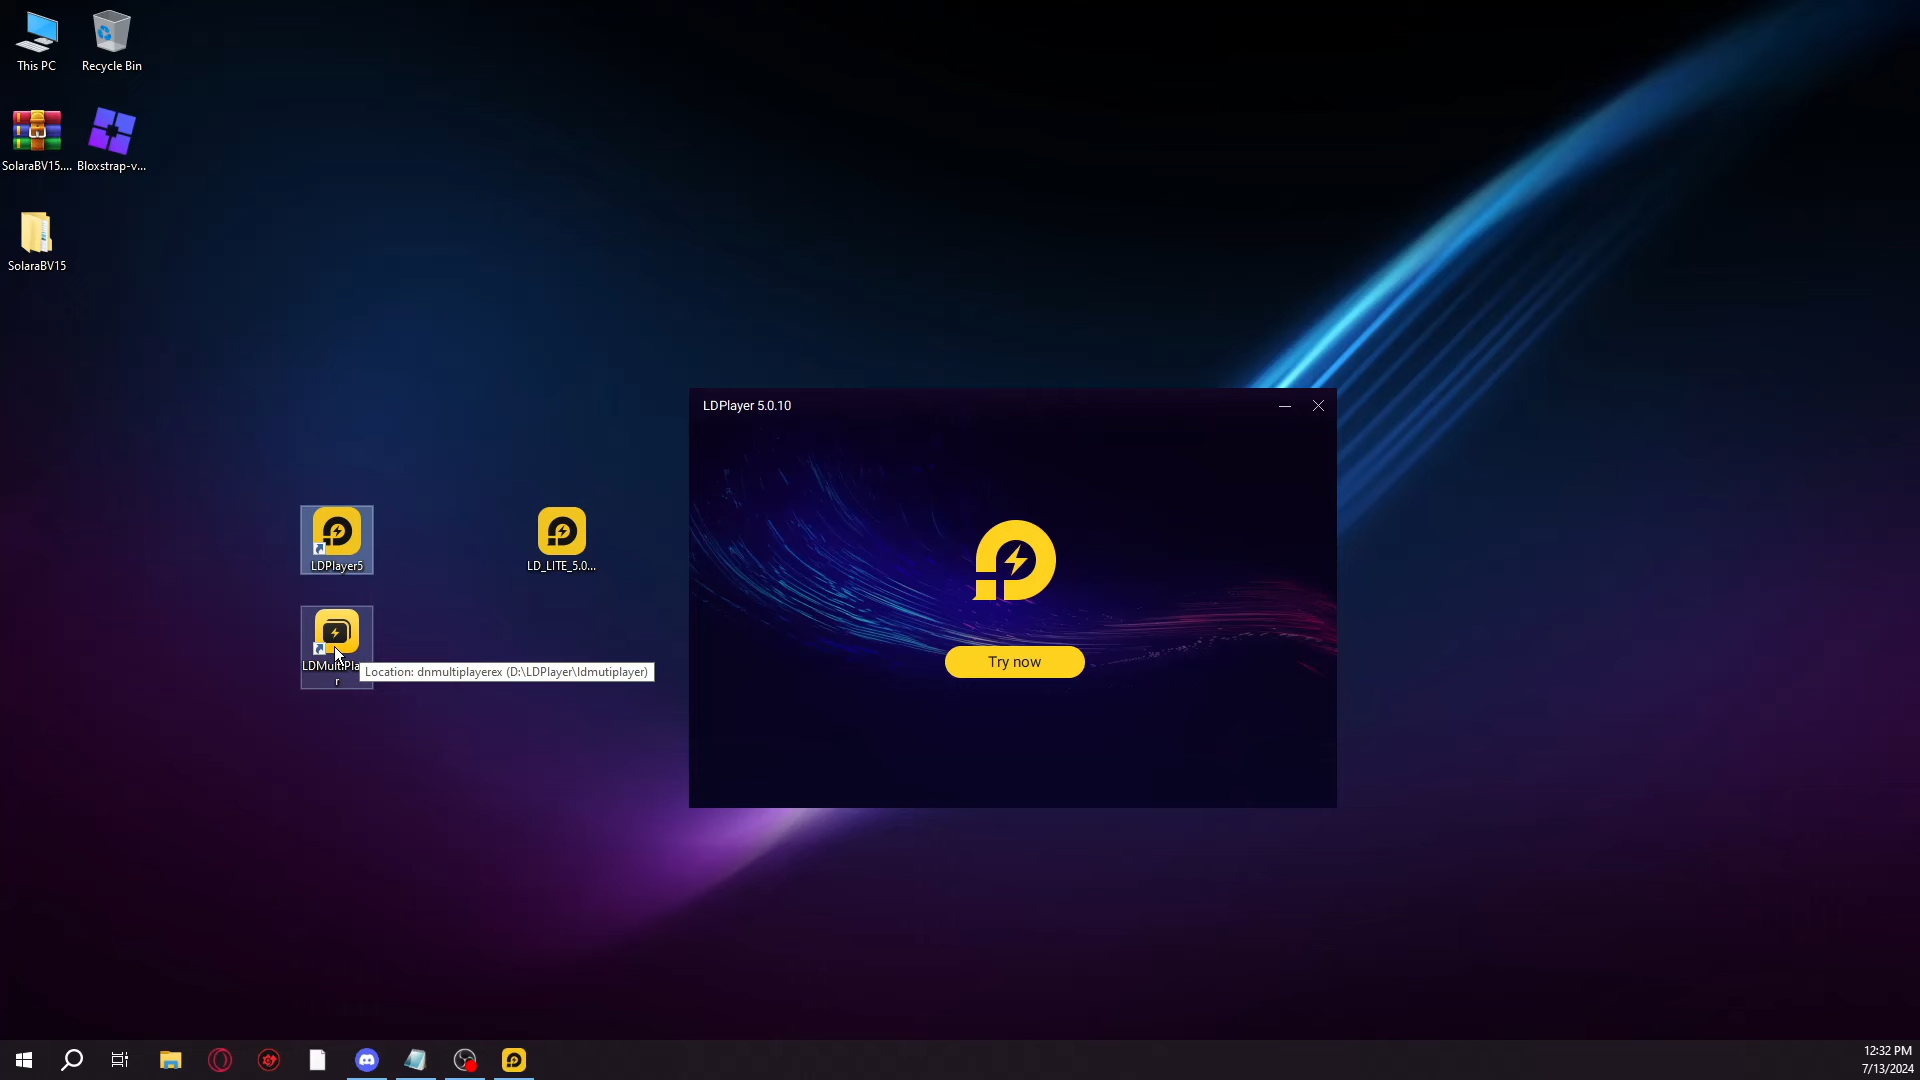 This PC
Recycle Bin
SolaraBV15....
Bloxstrap-v...
SolaraBV15
LDPlayer 5.0.10
LDPlayer5
LD_LITE_5.0...
LDMultiPla
r
Location: dnmultiplayerex (D:\LDPlayer\ldmutiplayer)
Try now
12:32 PM
7/13/2024